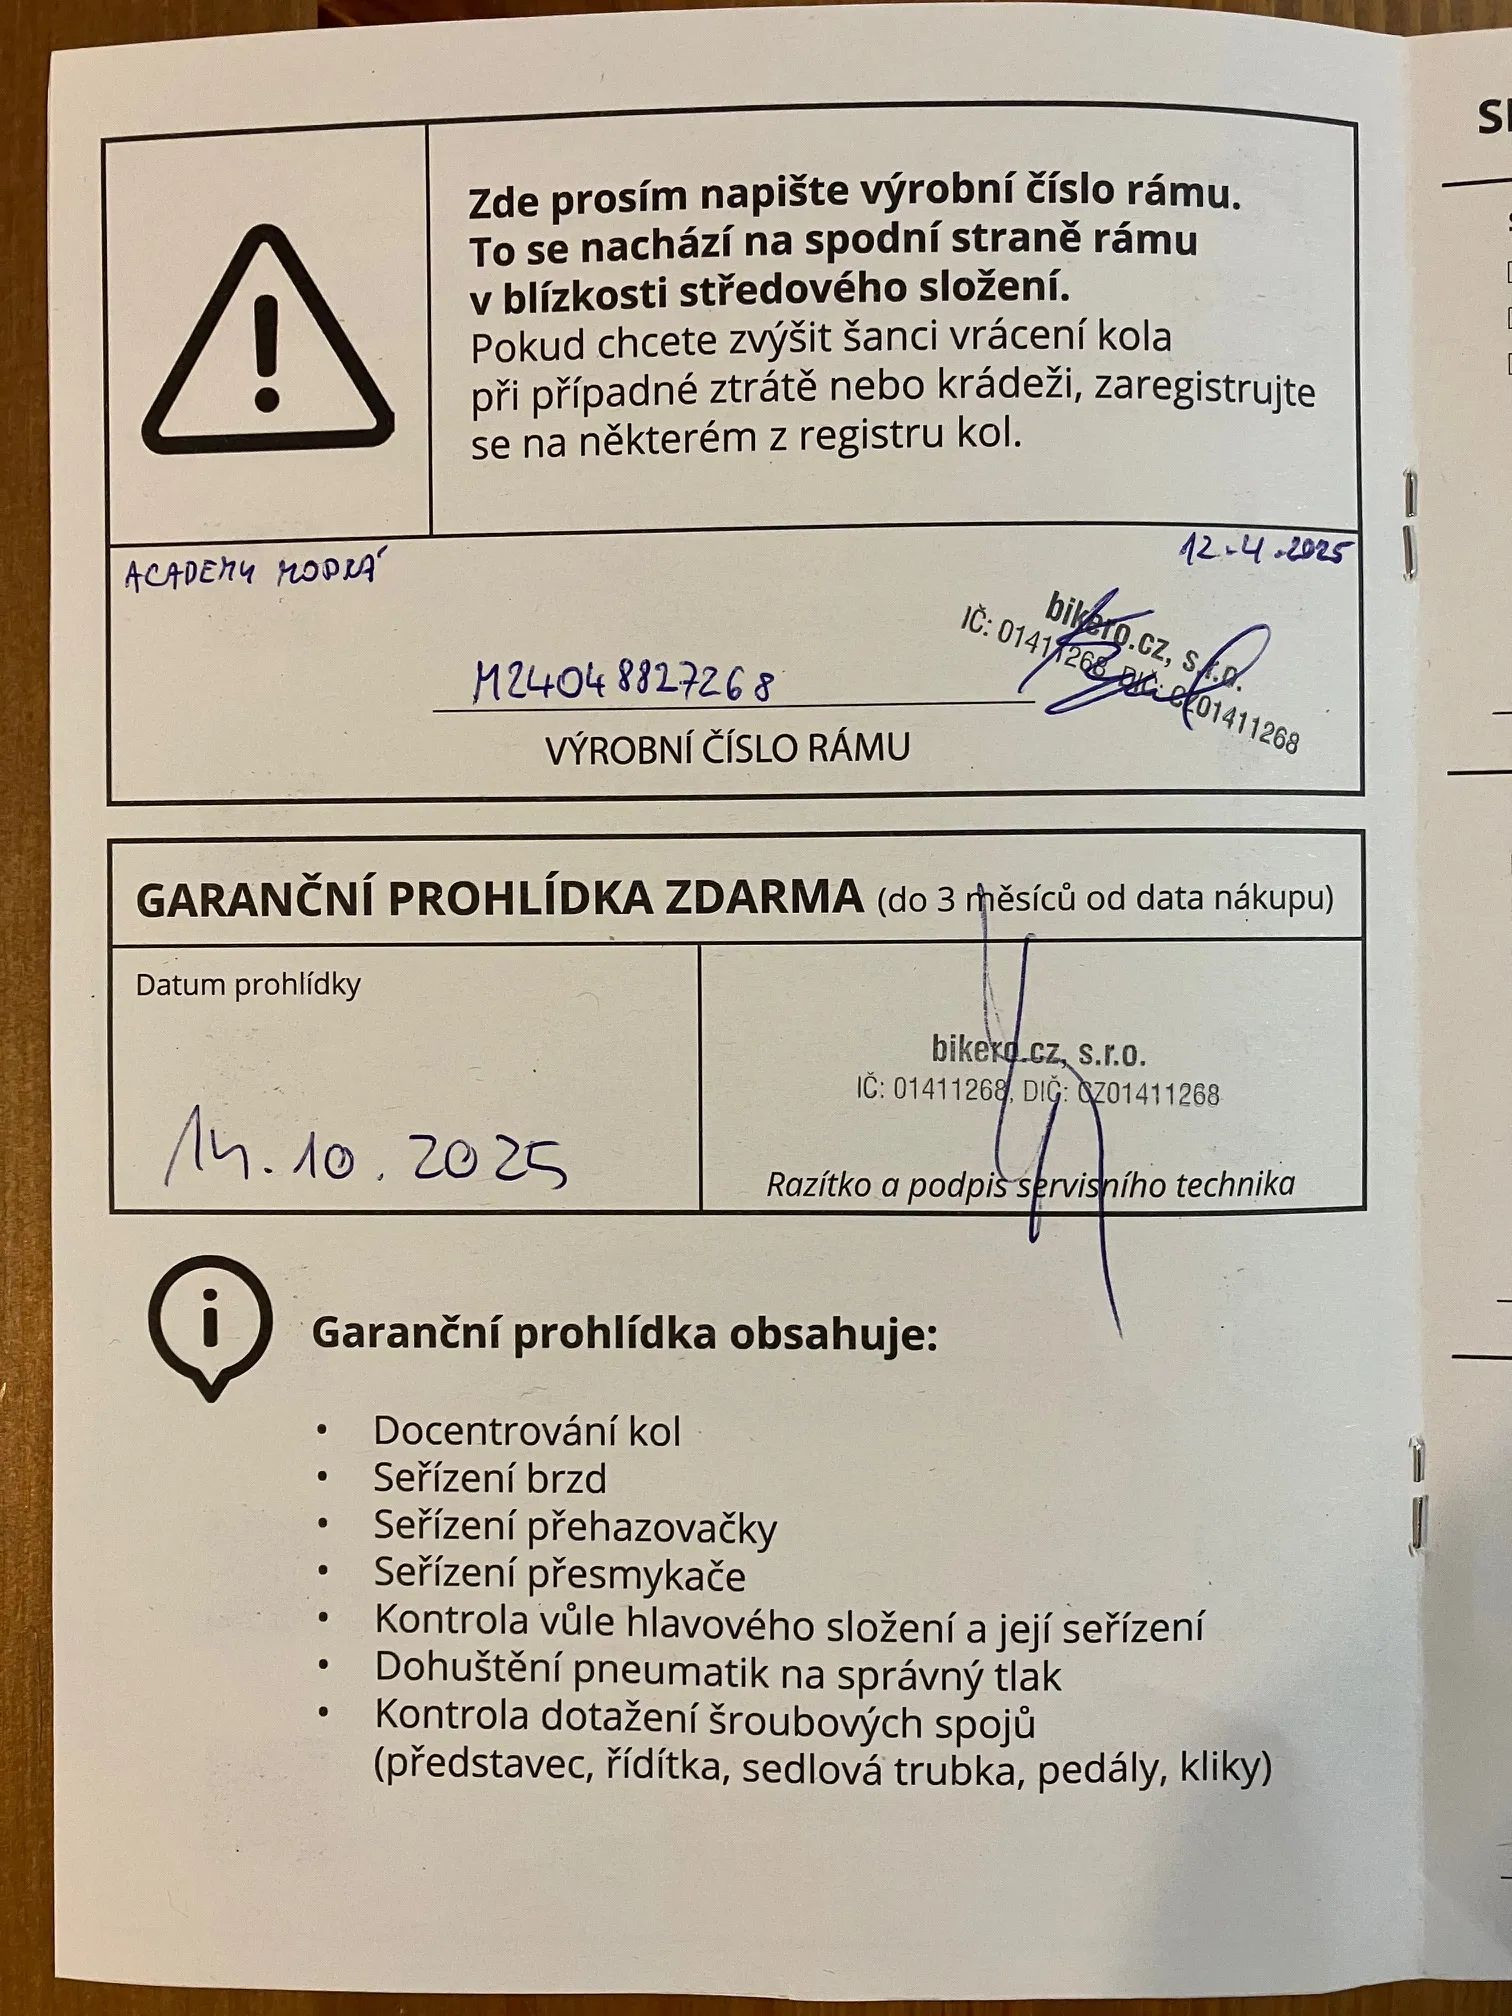 Zde prosím napište výrobní číslo rámu.
To se nachází na spodní straně rámu
v blízkosti středového složení.
Pokud chcete zvýšit šanci vrácení kola
při případné ztrátě nebo krádeži, zaregistrujte
se na některém z registru kol.
ACADEMY MODRÁ
12.4.2025
bikero.cz, s.r.o.
IČ: 01411268, DIČ: CZ01411268
M24048827268
VÝROBNÍ ČÍSLO RÁMU
GARANČNÍ PROHLÍDKA ZDARMA (do 3 měsíců od data nákupu)
Datum prohlídky
14.10.2025
bikero.cz, s.r.o.
IČ: 01411268, DIČ: CZ01411268
Razítko a podpis servisního technika
Garanční prohlídka obsahuje:
• Docentrování kol
• Seřízení brzd
• Seřízení přehazovačky
• Seřízení přesmykače
• Kontrola vůle hlavového složení a její seřízení
• Dohuštění pneumatik na správný tlak
• Kontrola dotažení šroubových spojů
(představec, řídítka, sedlová trubka, pedály, kliky)